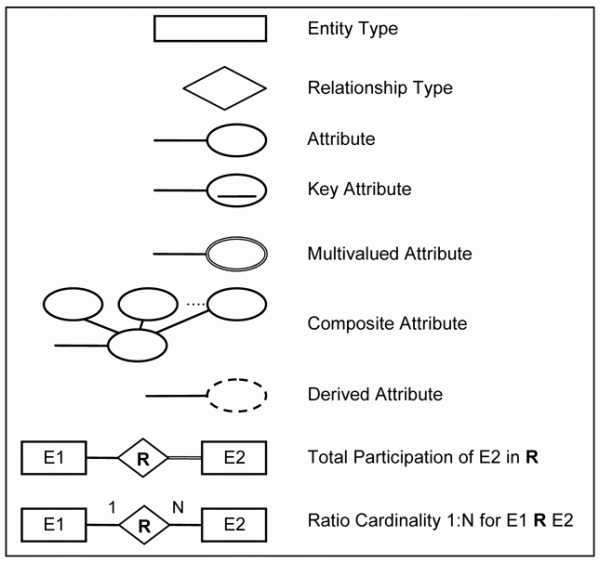 Entity Type
Relationship Type
Attribute
Key Attribute
Multivalued Attribute
Composite Attribute
Derived Attribute
E1 R E2 Total Participation of E2 in R
E1 1 R N E2 Ratio Cardinality 1:N for E1 R E2